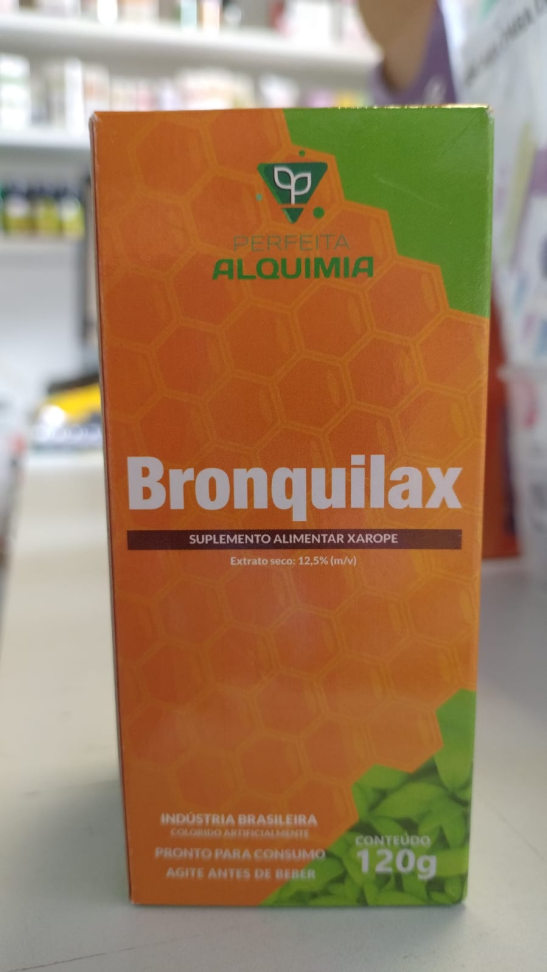 PERFEITA
ALQUIMIA
Bronquilax
SUPLEMENTO ALIMENTAR XAROPE
Extrato seco: 12,5% (m/v)
INDÚSTRIA BRASILEIRA
COLORIDO ARTIFICIALMENTE
PRONTO PARA CONSUMO
AGITE ANTES DE BEBER
CONTEÚDO
120g